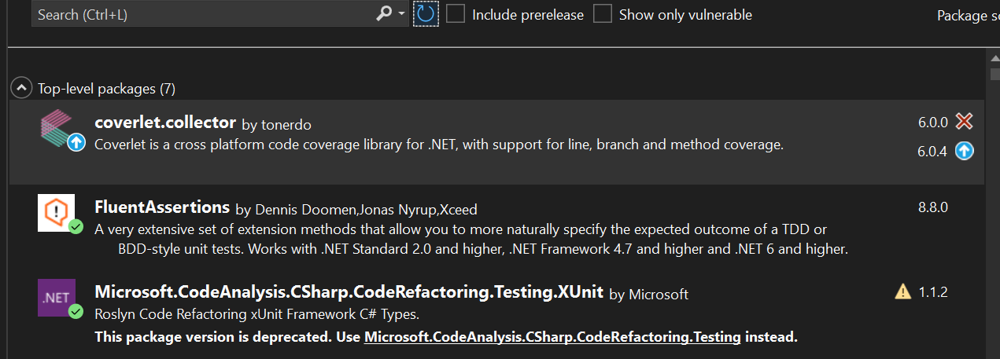 Search (Ctrl+L)
Include prerelease
Show only vulnerable
Package
Top-level packages (7)
coverlet.collector by tonerdo
6.0.0
Coverlet is a cross platform code coverage library for .NET, with support for line, branch and method coverage.
6.0.4
FluentAssertions by Dennis Doomen,Jonas Nyrup,Xceed
8.8.0
A very extensive set of extension methods that allow you to more naturally specify the expected outcome of a TDD or
BDD-style unit tests. Works with .NET Standard 2.0 and higher, .NET Framework 4.7 and higher and .NET 6 and higher.
.NET
Microsoft.CodeAnalysis.CSharp.CodeRefactoring.Testing.XUnit by Microsoft
1.1.2
Roslyn Code Refactoring xUnit Framework C# Types.
This package version is deprecated. Use Microsoft.CodeAnalysis.CSharp.CodeRefactoring.Testing instead.